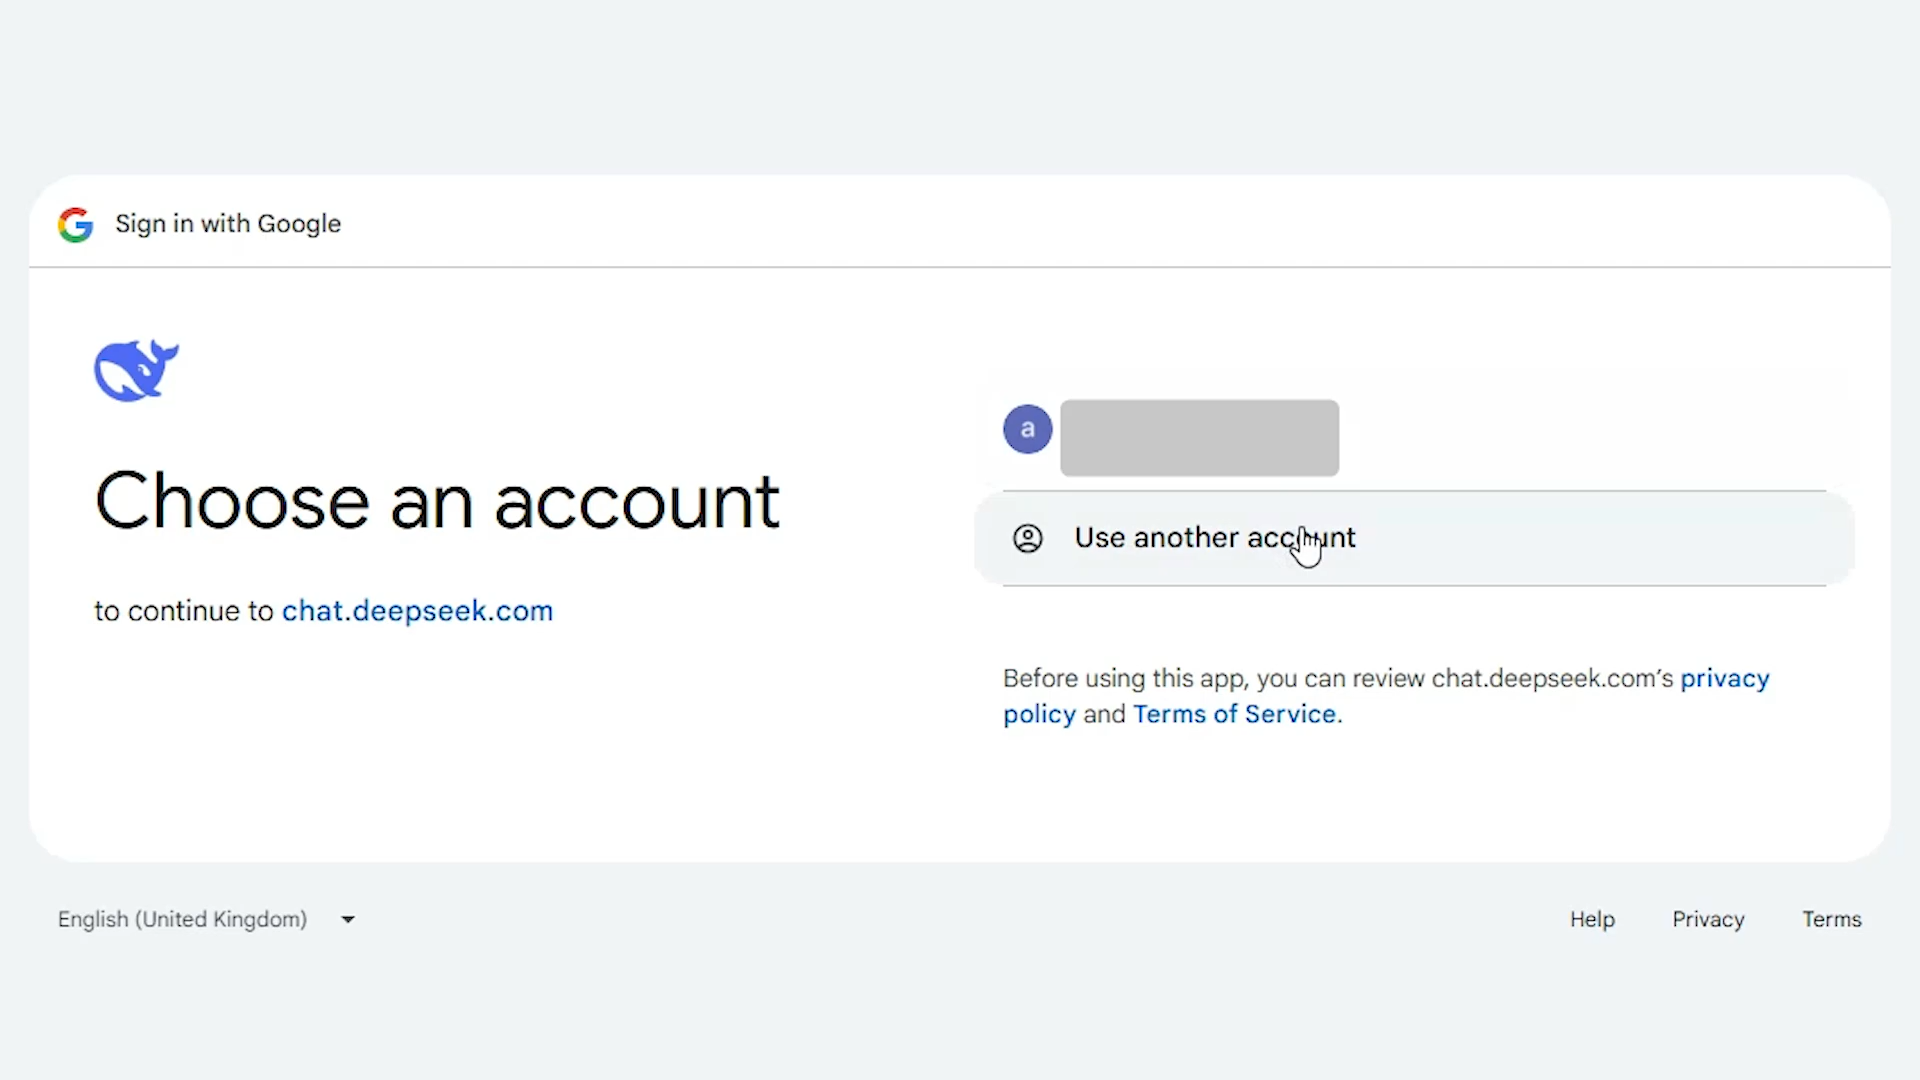 Sign in with Google
Choose an account
to continue to chat.deepseek.com
a
Use another account
Before using this app, you can review chat.deepseek.com’s privacy
policy and Terms of Service.
English (United Kingdom)
Help
Privacy
Terms